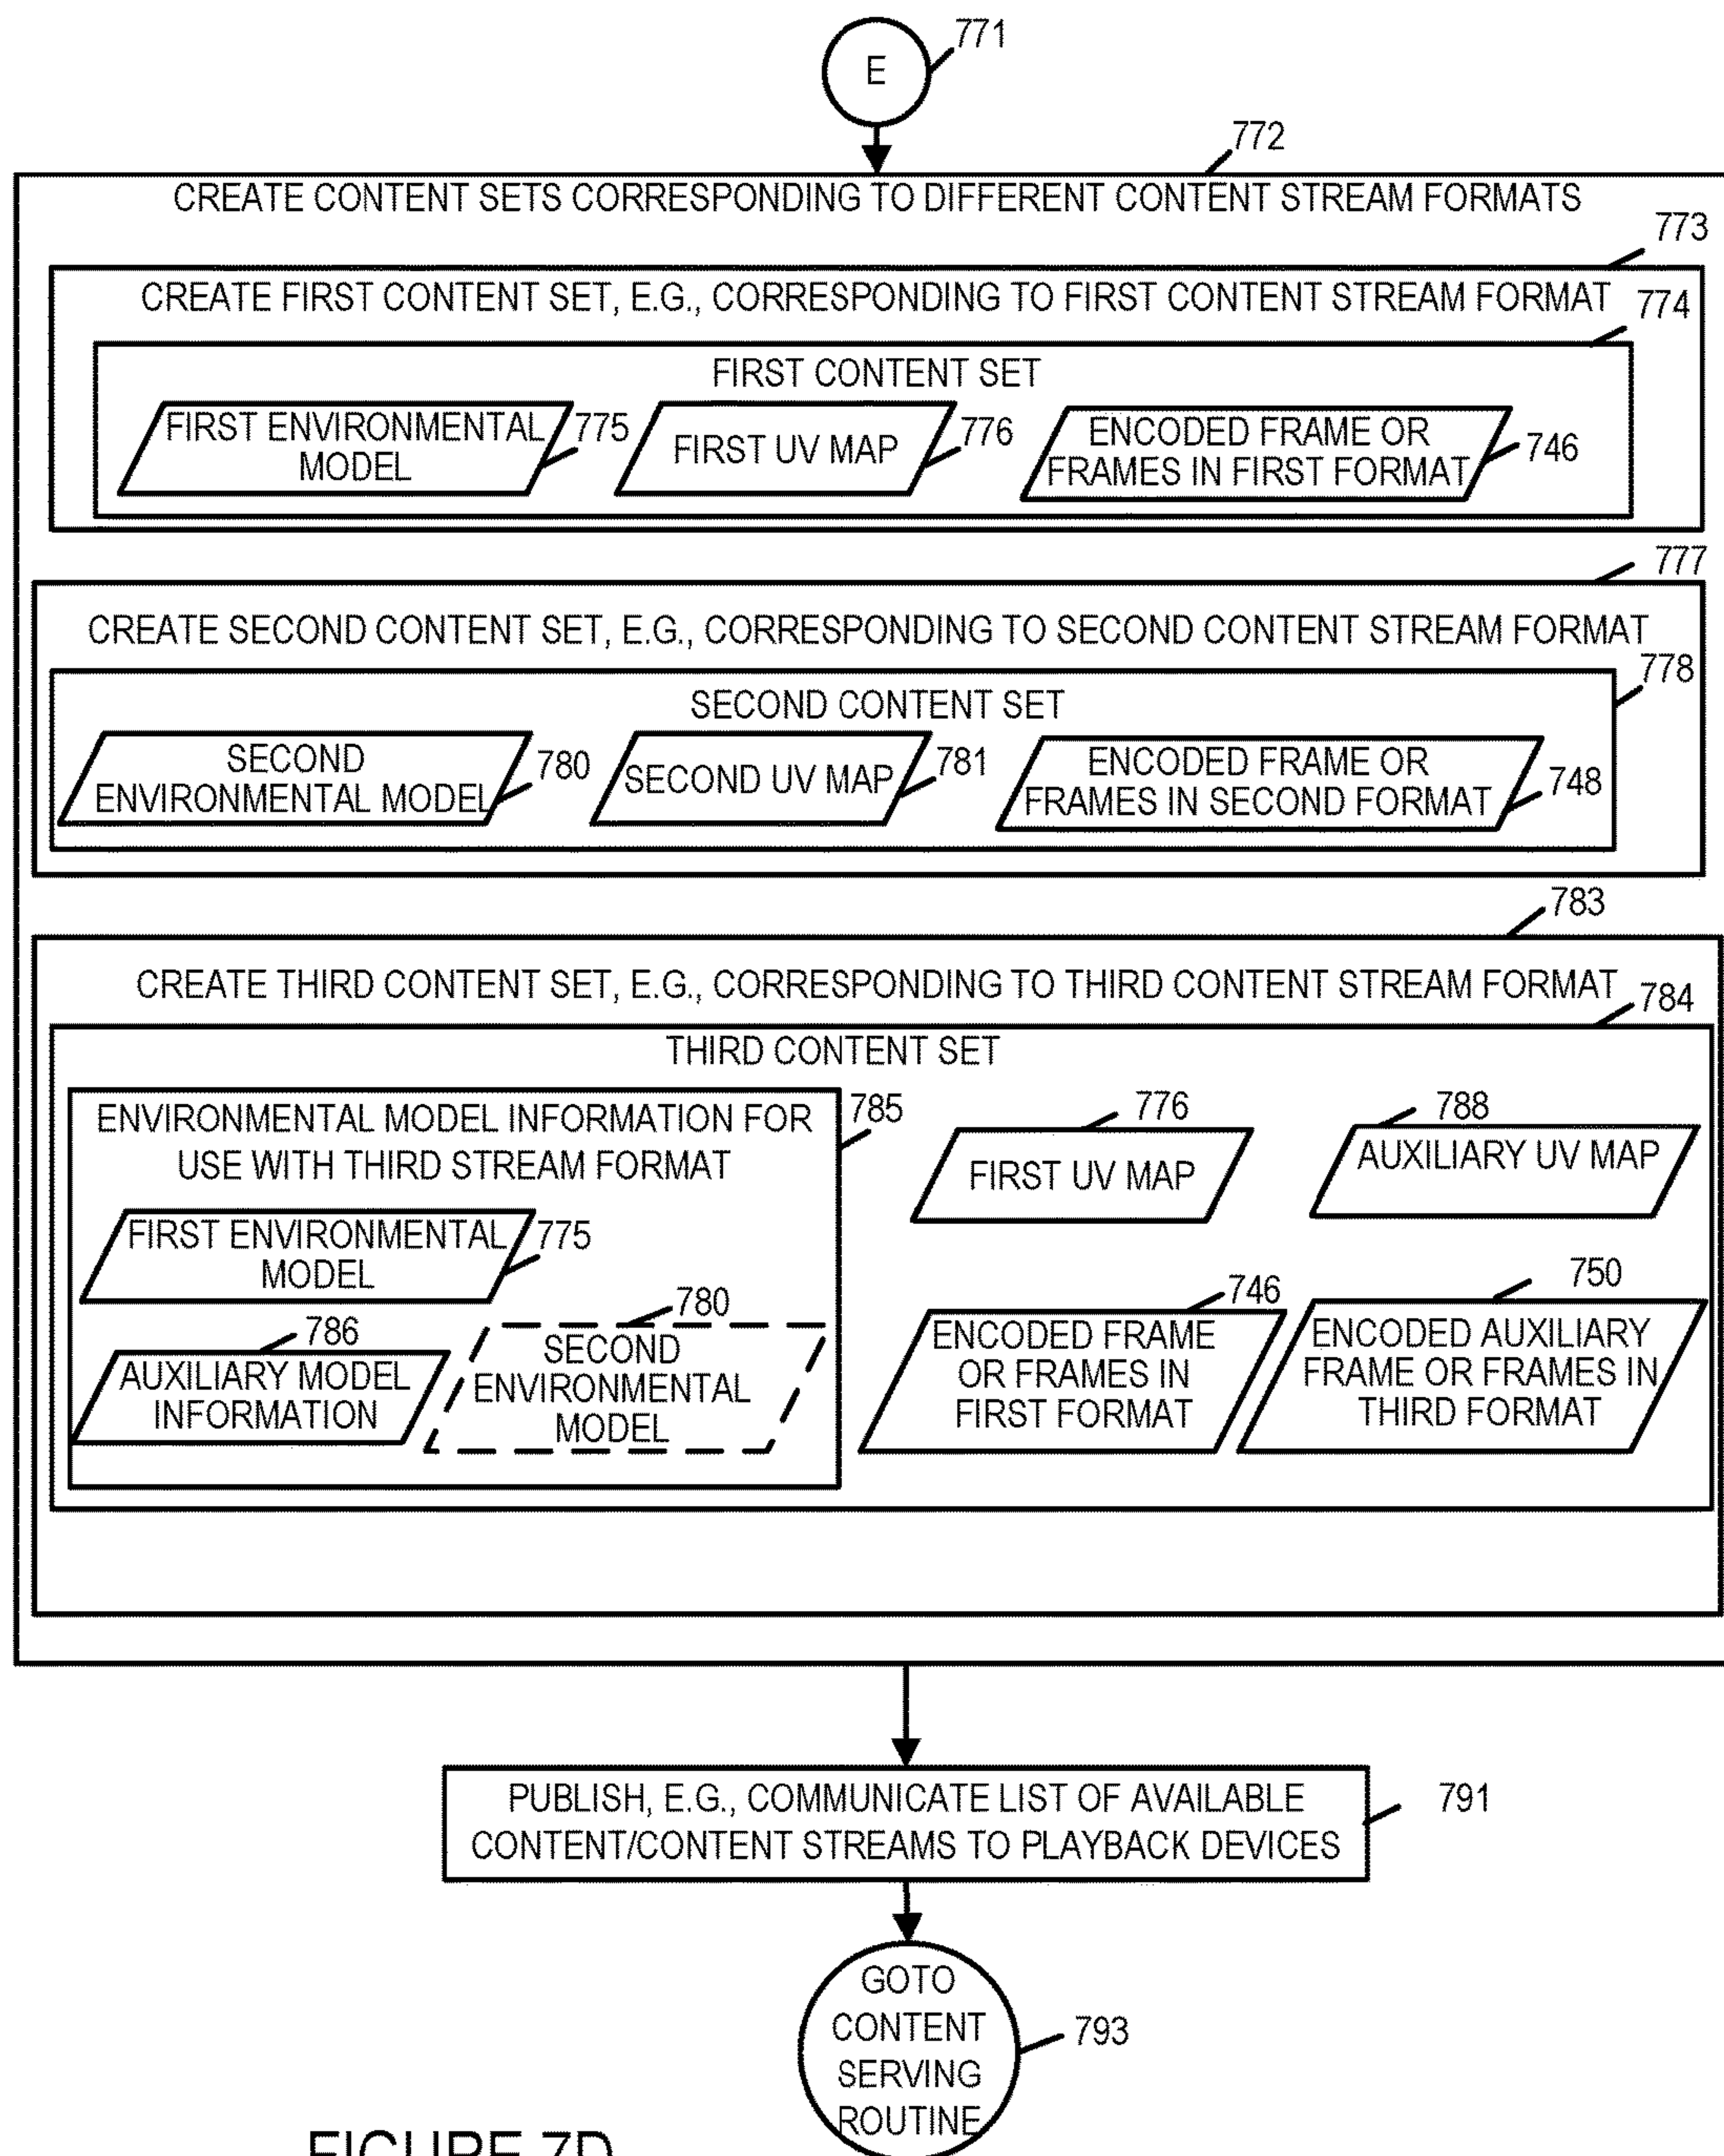 E
771
772
CREATE CONTENT SETS CORRESPONDING TO DIFFERENT CONTENT STREAM FORMATS
773
CREATE FIRST CONTENT SET, E.G., CORRESPONDING TO FIRST CONTENT STREAM FORMAT
774
FIRST CONTENT SET
FIRST ENVIRONMENTAL
MODEL
775
FIRST UV MAP
776
ENCODED FRAME OR
FRAMES IN FIRST FORMAT
746
777
CREATE SECOND CONTENT SET, E.G., CORRESPONDING TO SECOND CONTENT STREAM FORMAT
778
SECOND CONTENT SET
SECOND
ENVIRONMENTAL MODEL
780
SECOND UV MAP
781
ENCODED FRAME OR
FRAMES IN SECOND FORMAT
748
783
CREATE THIRD CONTENT SET, E.G., CORRESPONDING TO THIRD CONTENT STREAM FORMAT
784
THIRD CONTENT SET
ENVIRONMENTAL MODEL INFORMATION FOR
USE WITH THIRD STREAM FORMAT
785
FIRST ENVIRONMENTAL
MODEL
775
786
AUXILIARY MODEL
INFORMATION
780
SECOND
ENVIRONMENTAL
MODEL
776
FIRST UV MAP
788
AUXILIARY UV MAP
746
ENCODED FRAME
OR FRAMES IN
FIRST FORMAT
750
ENCODED AUXILIARY
FRAME OR FRAMES IN
THIRD FORMAT
PUBLISH, E.G., COMMUNICATE LIST OF AVAILABLE
CONTENT/CONTENT STREAMS TO PLAYBACK DEVICES
791
GOTO
CONTENT
SERVING
ROUTINE
793
FIGURE 7D